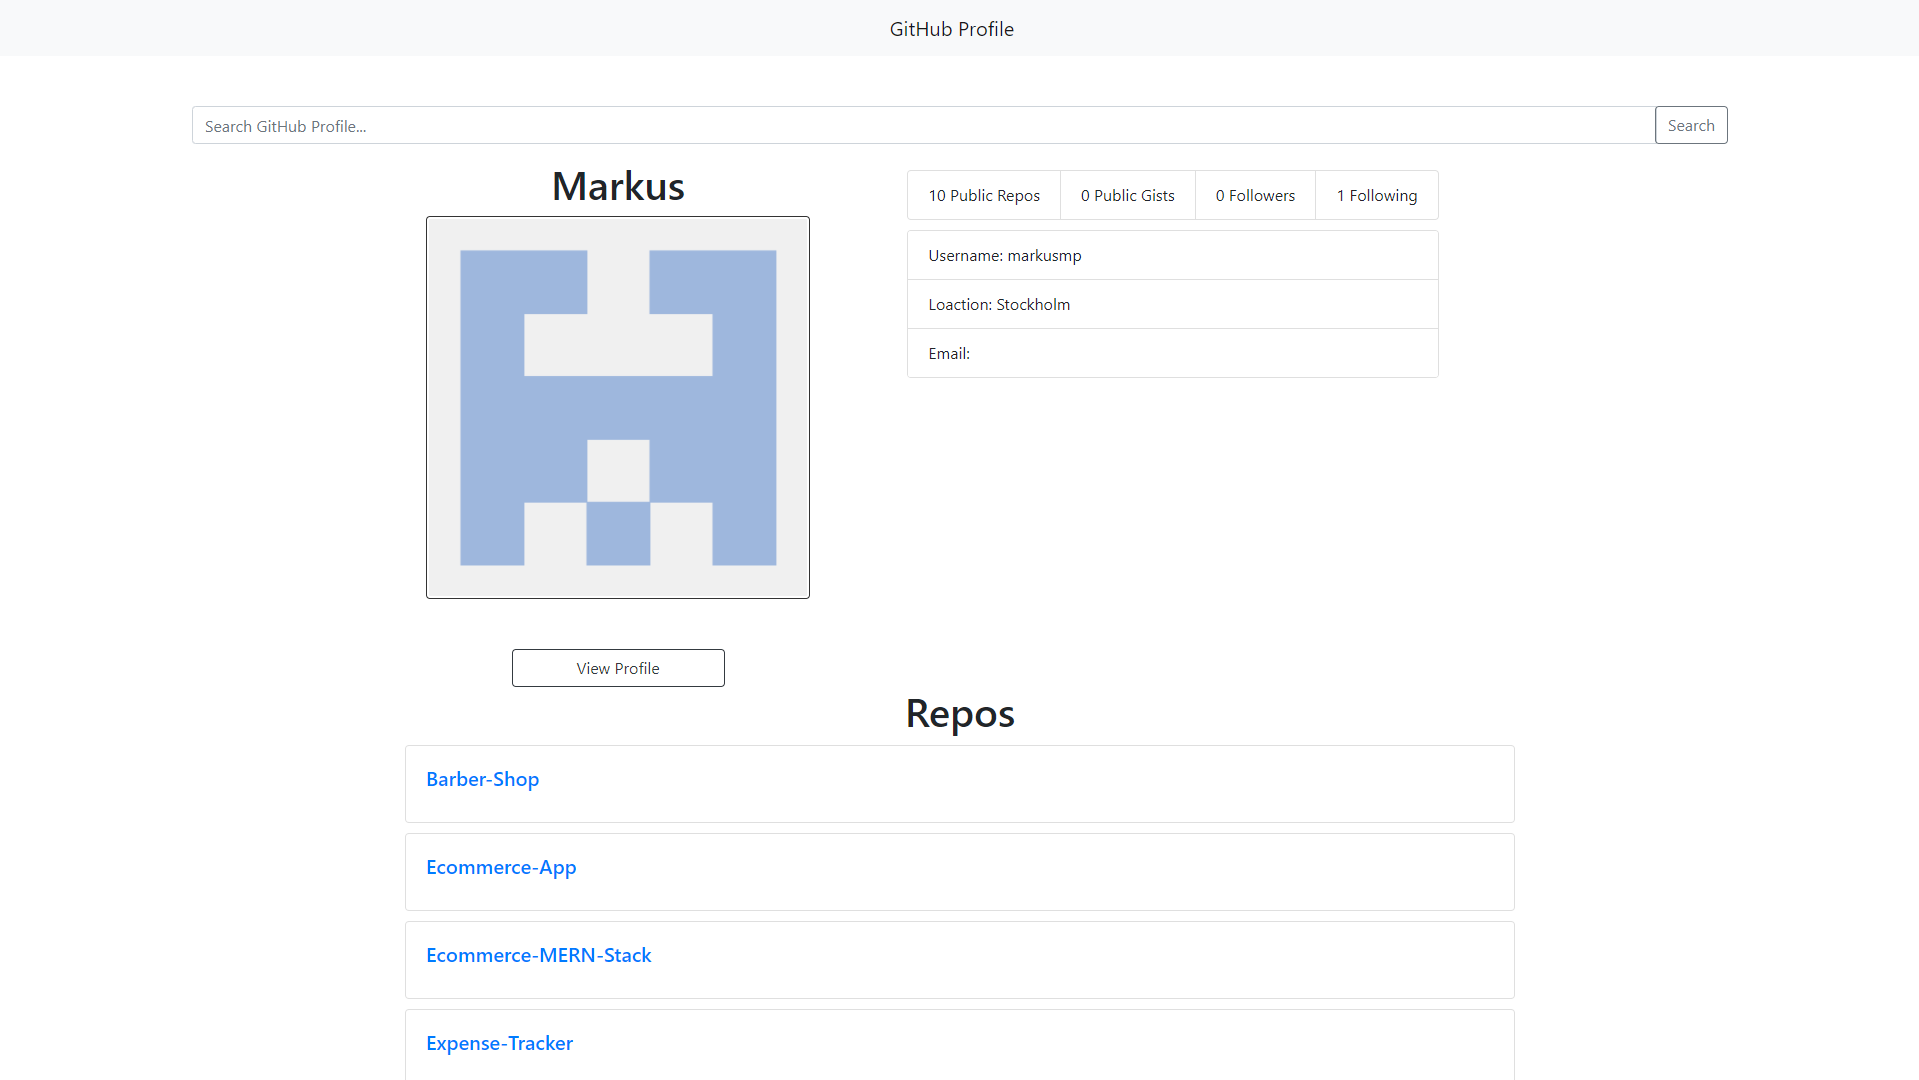 GitHub Profile
Search GitHub Profile...
Search
Markus
10 Public Repos
0 Public Gists
0 Followers
1 Following
Username: markusmp
Loaction: Stockholm
Email:
View Profile
Repos
Barber-Shop
Ecommerce-App
Ecommerce-MERN-Stack
Expense-Tracker